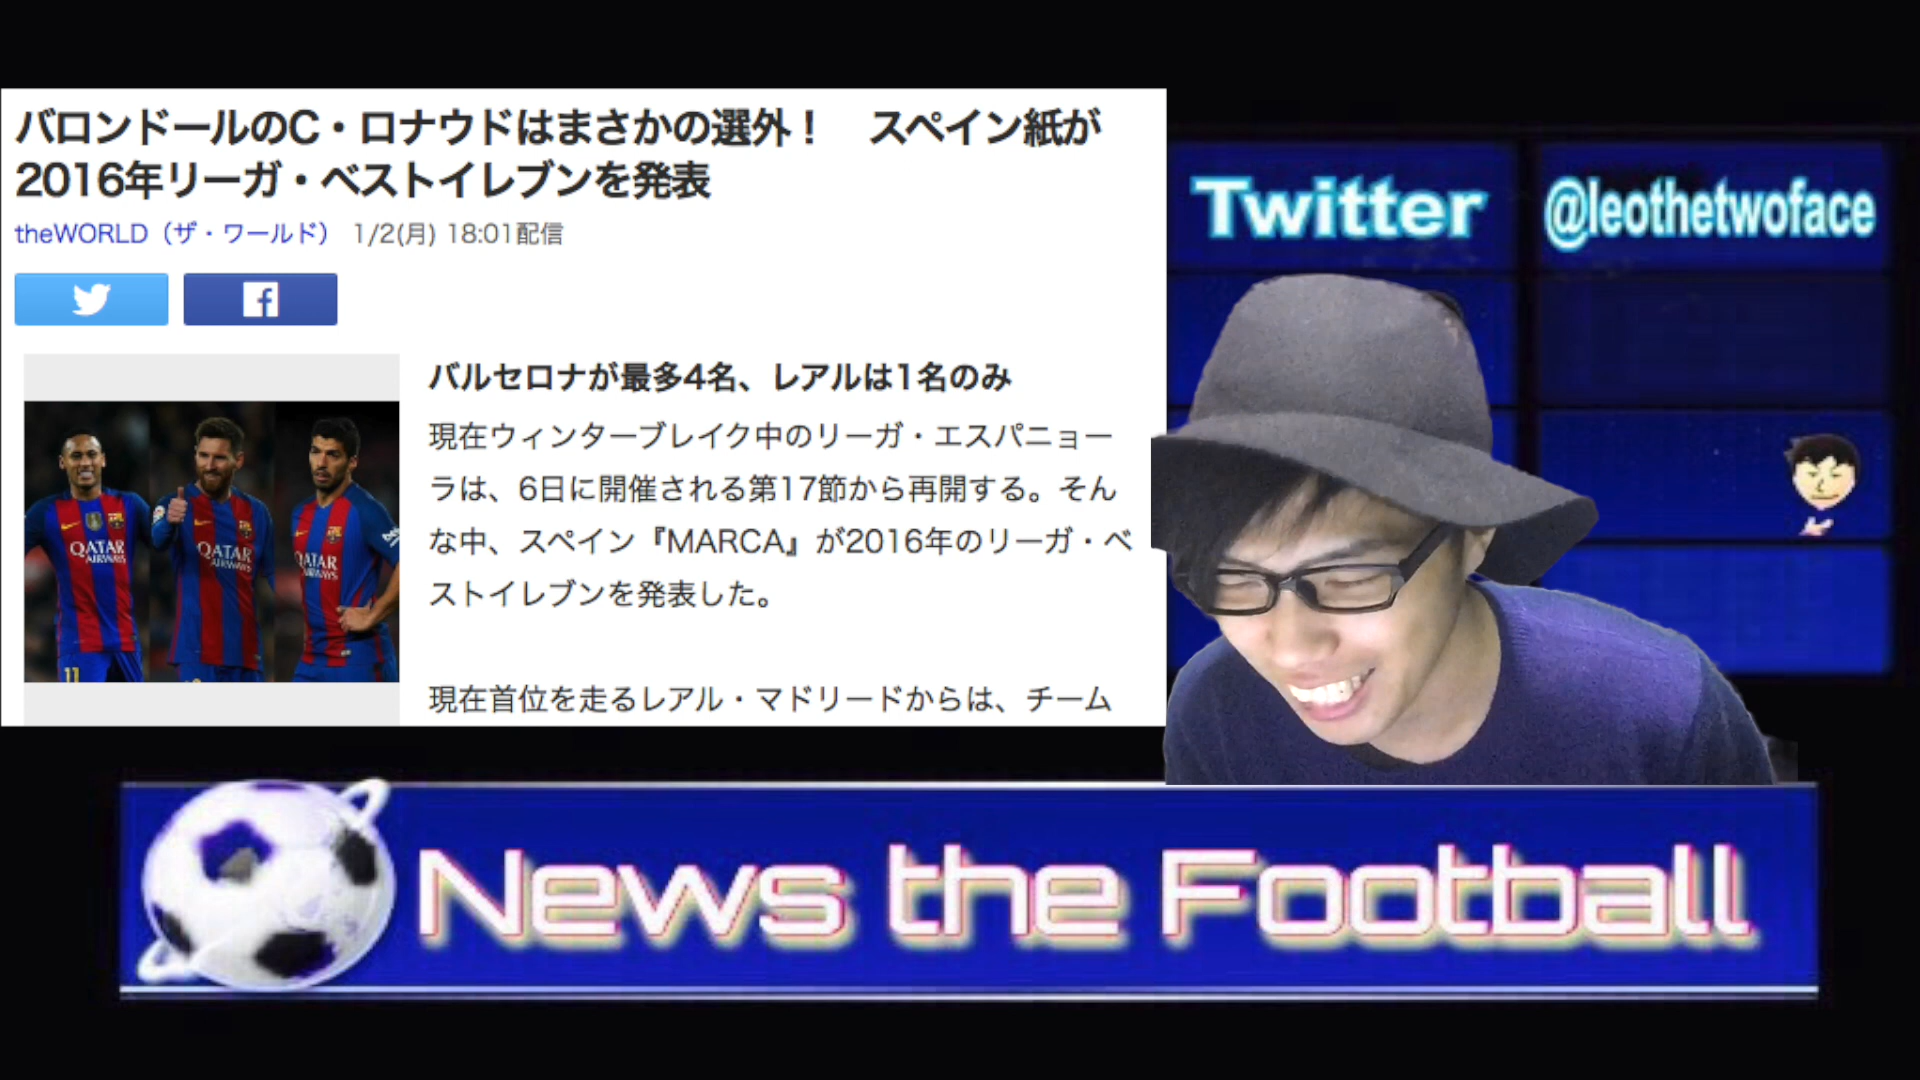 バロンドールのC・ロナウドはまさかの選外！　スペイン紙が
2016年リーガ・ベストイレブンを発表
theWORLD（ザ・ワールド） 1/2(月) 18:01配信
バルセロナが最多4名、レアルは1名のみ
現在ウィンターブレイク中のリーガ・エスパニョー
ラは、6日に開催される第17節から再開する。そん
な中、スペイン『MARCA』が2016年のリーガ・ベ
ストイレブンを発表した。
現在首位を走るレアル・マドリードからは、チーム
QATAR
AIRWAYS
QATAR
AIRWAYS
QATAR
AIRWAYS
11
Twitter @leothetwoface
News the Football